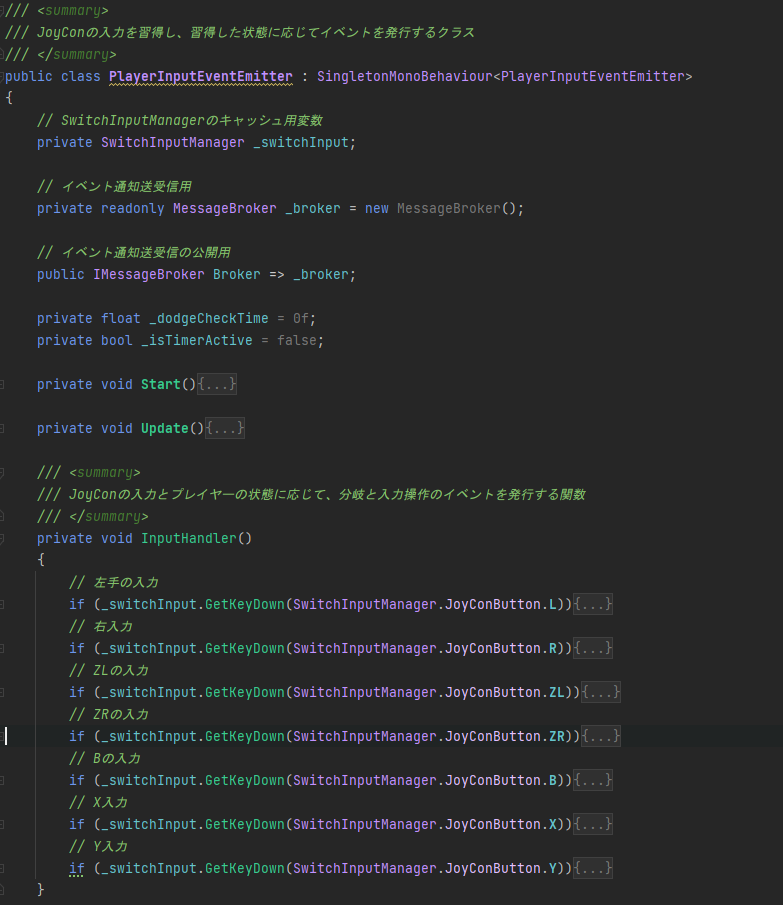 /// <summary>
/// JoyConの入力を習得し、習得した状態に応じてイベントを発行するクラス
/// </summary>
public class PlayerInputEventEmitter : SingletonMonoBehaviour<PlayerInputEventEmitter>
{
// SwitchInputManagerのキャッシュ用変数
private SwitchInputManager _switchInput;
// イベント通知送受信用
private readonly MessageBroker _broker = new MessageBroker();
// イベント通知送受信の公開用
public IMessageBroker Broker => _broker;
private float _dodgeCheckTime = 0f;
private bool _isTimerActive = false;
private void Start(){...}
private void Update(){...}
/// <summary>
/// JoyConの入力とプレイヤーの状態に応じて、分岐と入力操作のイベントを発行する関数
/// </summary>
private void InputHandler()
{
// 左手の入力
if (_switchInput.GetKeyDown(SwitchInputManager.JoyConButton.L)){...}
// 右入力
if (_switchInput.GetKeyDown(SwitchInputManager.JoyConButton.R)){...}
// ZLの入力
if (_switchInput.GetKeyDown(SwitchInputManager.JoyConButton.ZL)){...}
// ZRの入力
if (_switchInput.GetKeyDown(SwitchInputManager.JoyConButton.ZR)){...}
// Bの入力
if (_switchInput.GetKeyDown(SwitchInputManager.JoyConButton.B)){...}
// X入力
if (_switchInput.GetKeyDown(SwitchInputManager.JoyConButton.X)){...}
// Y入力
if (_switchInput.GetKeyDown(SwitchInputManager.JoyConButton.Y)){...}
}